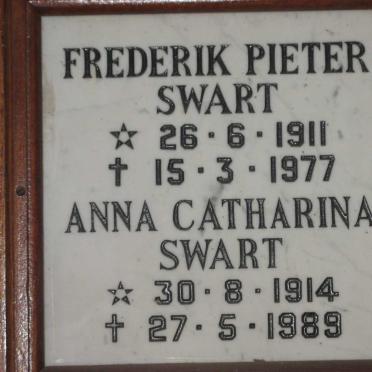 FREDERIK PIETER
SWART
☆ 26·6·1911
† 15·3·1977
ANNA CATHARINA
SWART
☆ 30·8·1914
† 27·5·1989